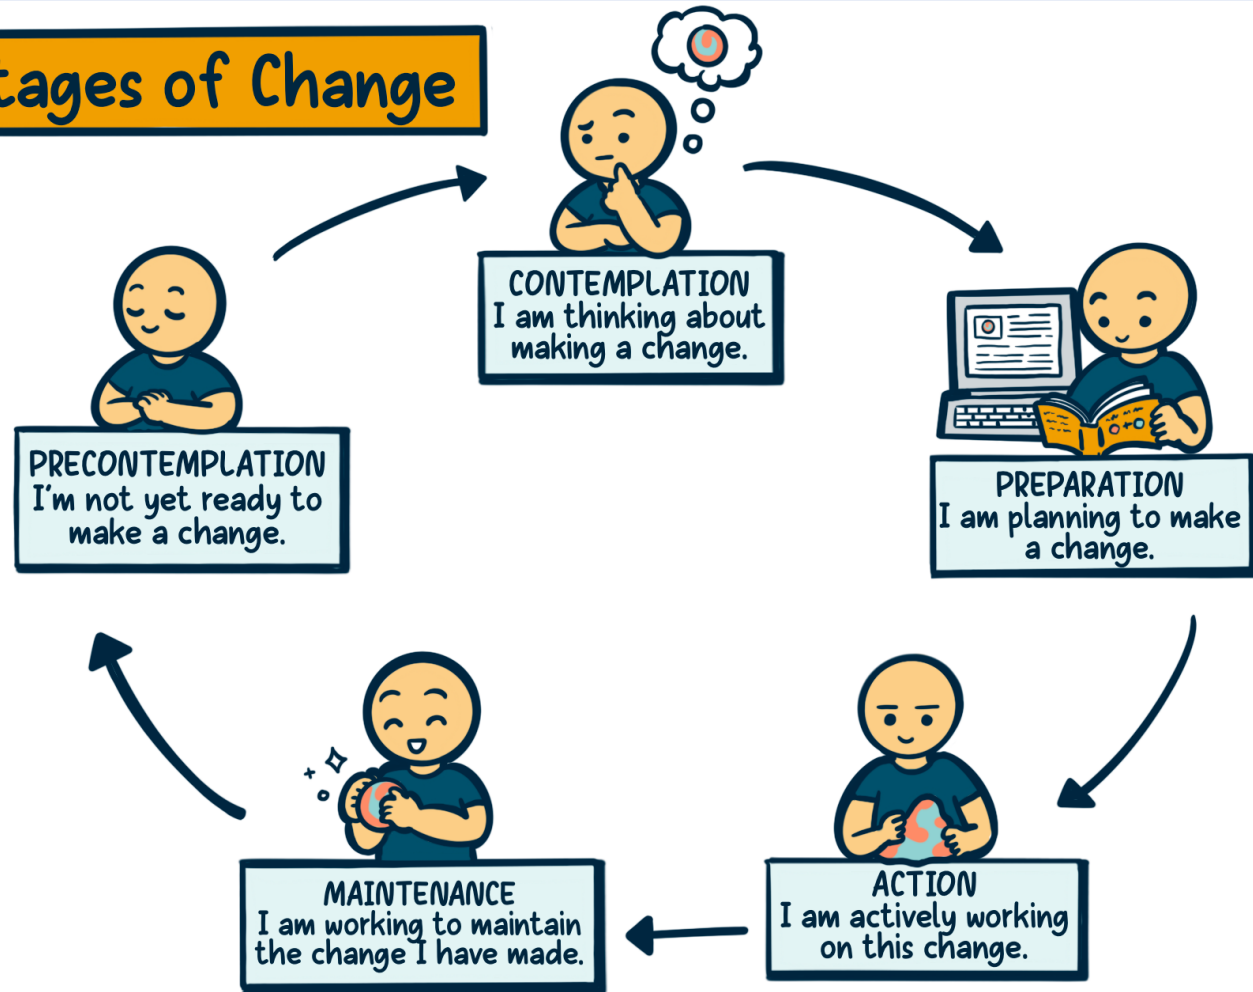 tages of Change
CONTEMPLATION
I am thinking about
making a change.
PRECONTEMPLATION
I'm not yet ready to
make a change.
PREPARATION
I am planning to make
a change.
MAINTENANCE
I am working to maintain
the change I have made.
ACTION
I am actively working
on this change.